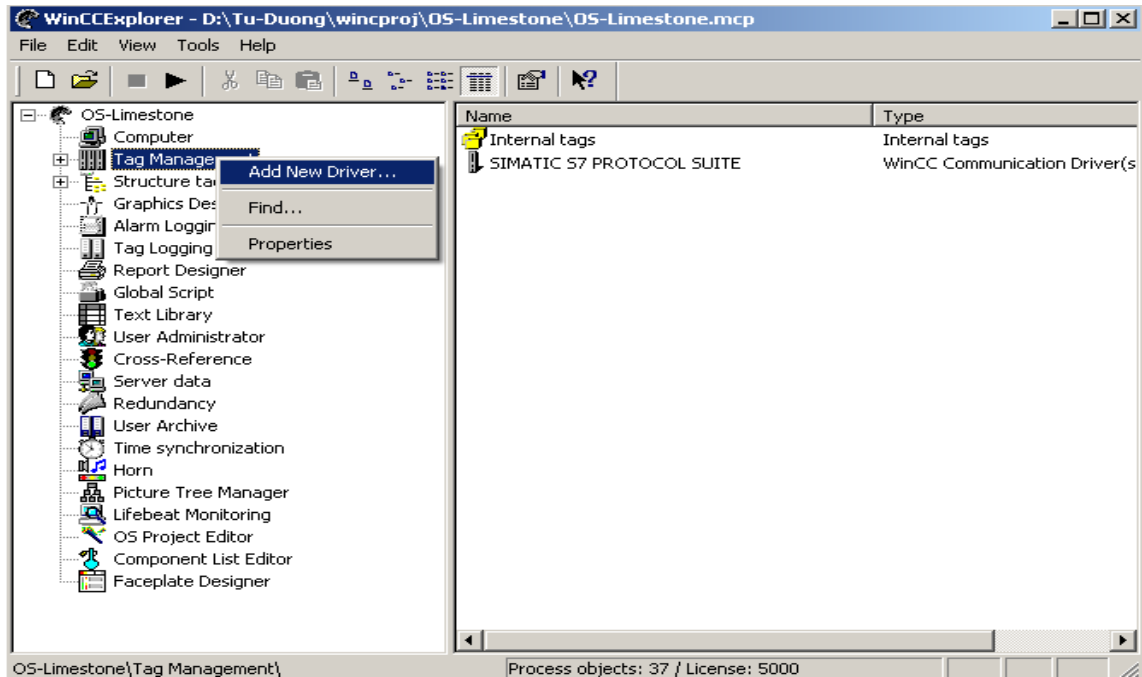 WinCCExplorer - D:\Tu-Duong\wincproj\OS-Limestone\OS-Limestone.mcp
File Edit View Tools Help
OS-Limestone
Computer
Tag Management
Structure ta
Graphics Des
Alarm Loggin
Tag Logging
Report Designer
Global Script
Text Library
User Administrator
Cross-Reference
Server data
Redundancy
User Archive
Time synchronization
Horn
Picture Tree Manager
Lifebeat Monitoring
OS Project Editor
Component List Editor
Faceplate Designer
Add New Driver...
Find...
Properties
Name Type
Internal tags Internal tags
SIMATIC S7 PROTOCOL SUITE WinCC Communication Driver(s
OS-Limestone\Tag Management\ Process objects: 37 / License: 5000